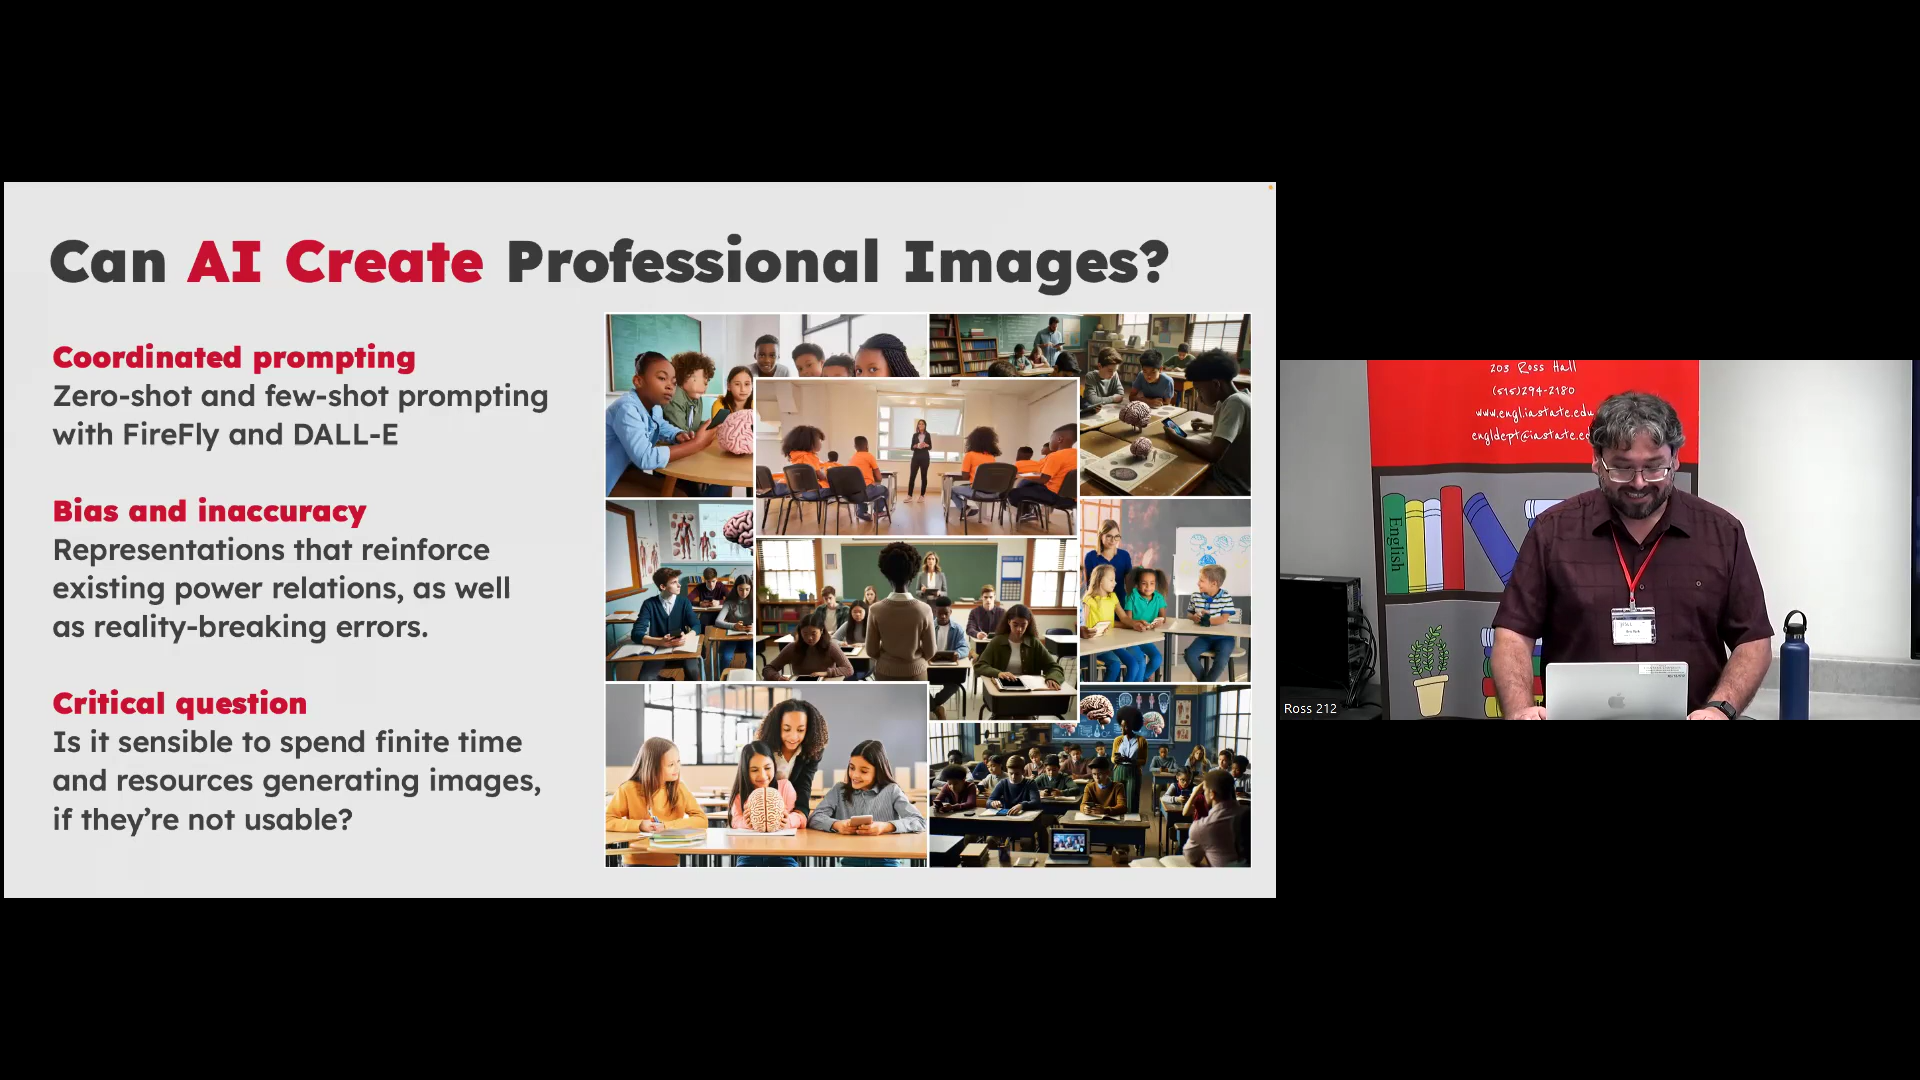 Can AI Create Professional Images?
Coordinated prompting
Zero-shot and few-shot prompting
with FireFly and DALL-E
Bias and inaccuracy
Representations that reinforce
existing power relations, as well
as reality-breaking errors.
Critical question
Is it sensible to spend finite time
and resources generating images,
if they’re not usable?
203 Ross Hall
(515)294-2180
www.engl.iastate.edu
engldept@iastate.ed
English
Ross 212